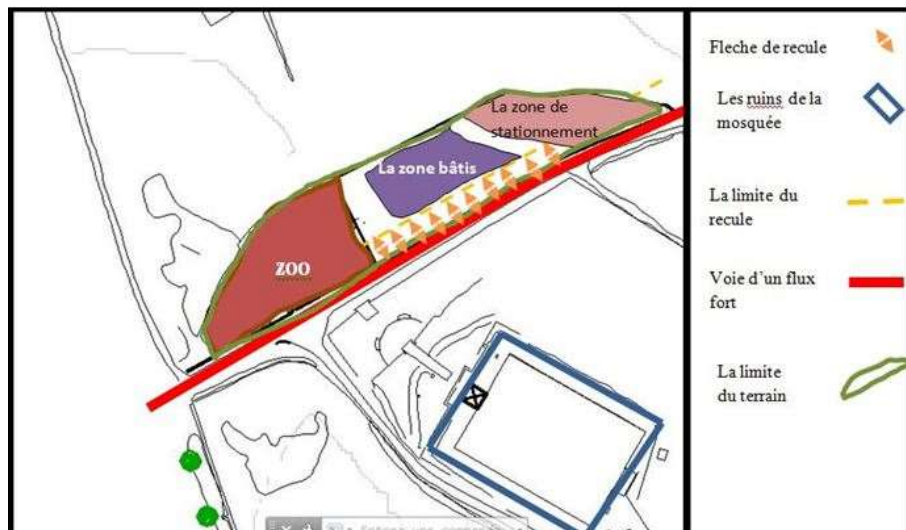 La zone de
stationnement
La zone bâtis
ZOO
Fleche de recule
Les ruins de la
mosquée
La limite du
recule
Voie d'un flux
fort
La limite
du terrain